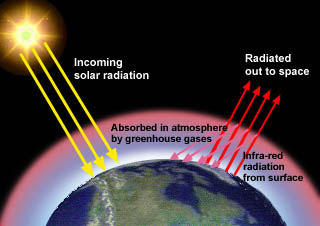 Incoming
solar radiation
Radiated
out to space
Absorbed in atmosphere
by greenhouse gases
Infra-red
radiation
from surface